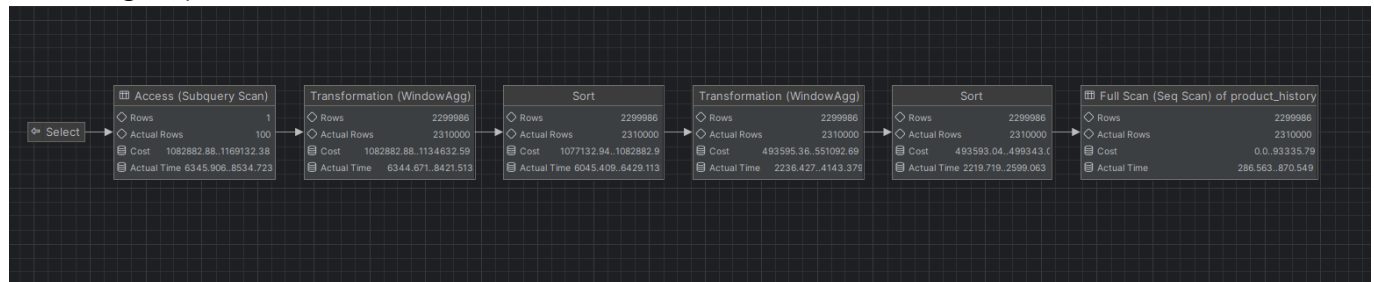 Select
Access (Subquery Scan)
Rows 1
Actual Rows 100
Cost 1082882.88..1169132.38
Actual Time 6345.906..8534.723
Transformation (WindowAgg)
Rows 2299986
Actual Rows 2310000
Cost 1082882.88..1134632.59
Actual Time 6344.671..8421.513
Sort
Rows 2299986
Actual Rows 2310000
Cost 1077132.94..1082882.9
Actual Time 6045.409..6429.113
Transformation (WindowAgg)
Rows 2299986
Actual Rows 2310000
Cost 493595.36..551092.69
Actual Time 2236.427..4143.379
Sort
Rows 2299986
Actual Rows 2310000
Cost 493593.04..499343.0
Actual Time 2219.719..2599.063
Full Scan (Seq Scan) of product_history
Rows 2299986
Actual Rows 2310000
Cost 0.0..93335.79
Actual Time 286.563..870.549